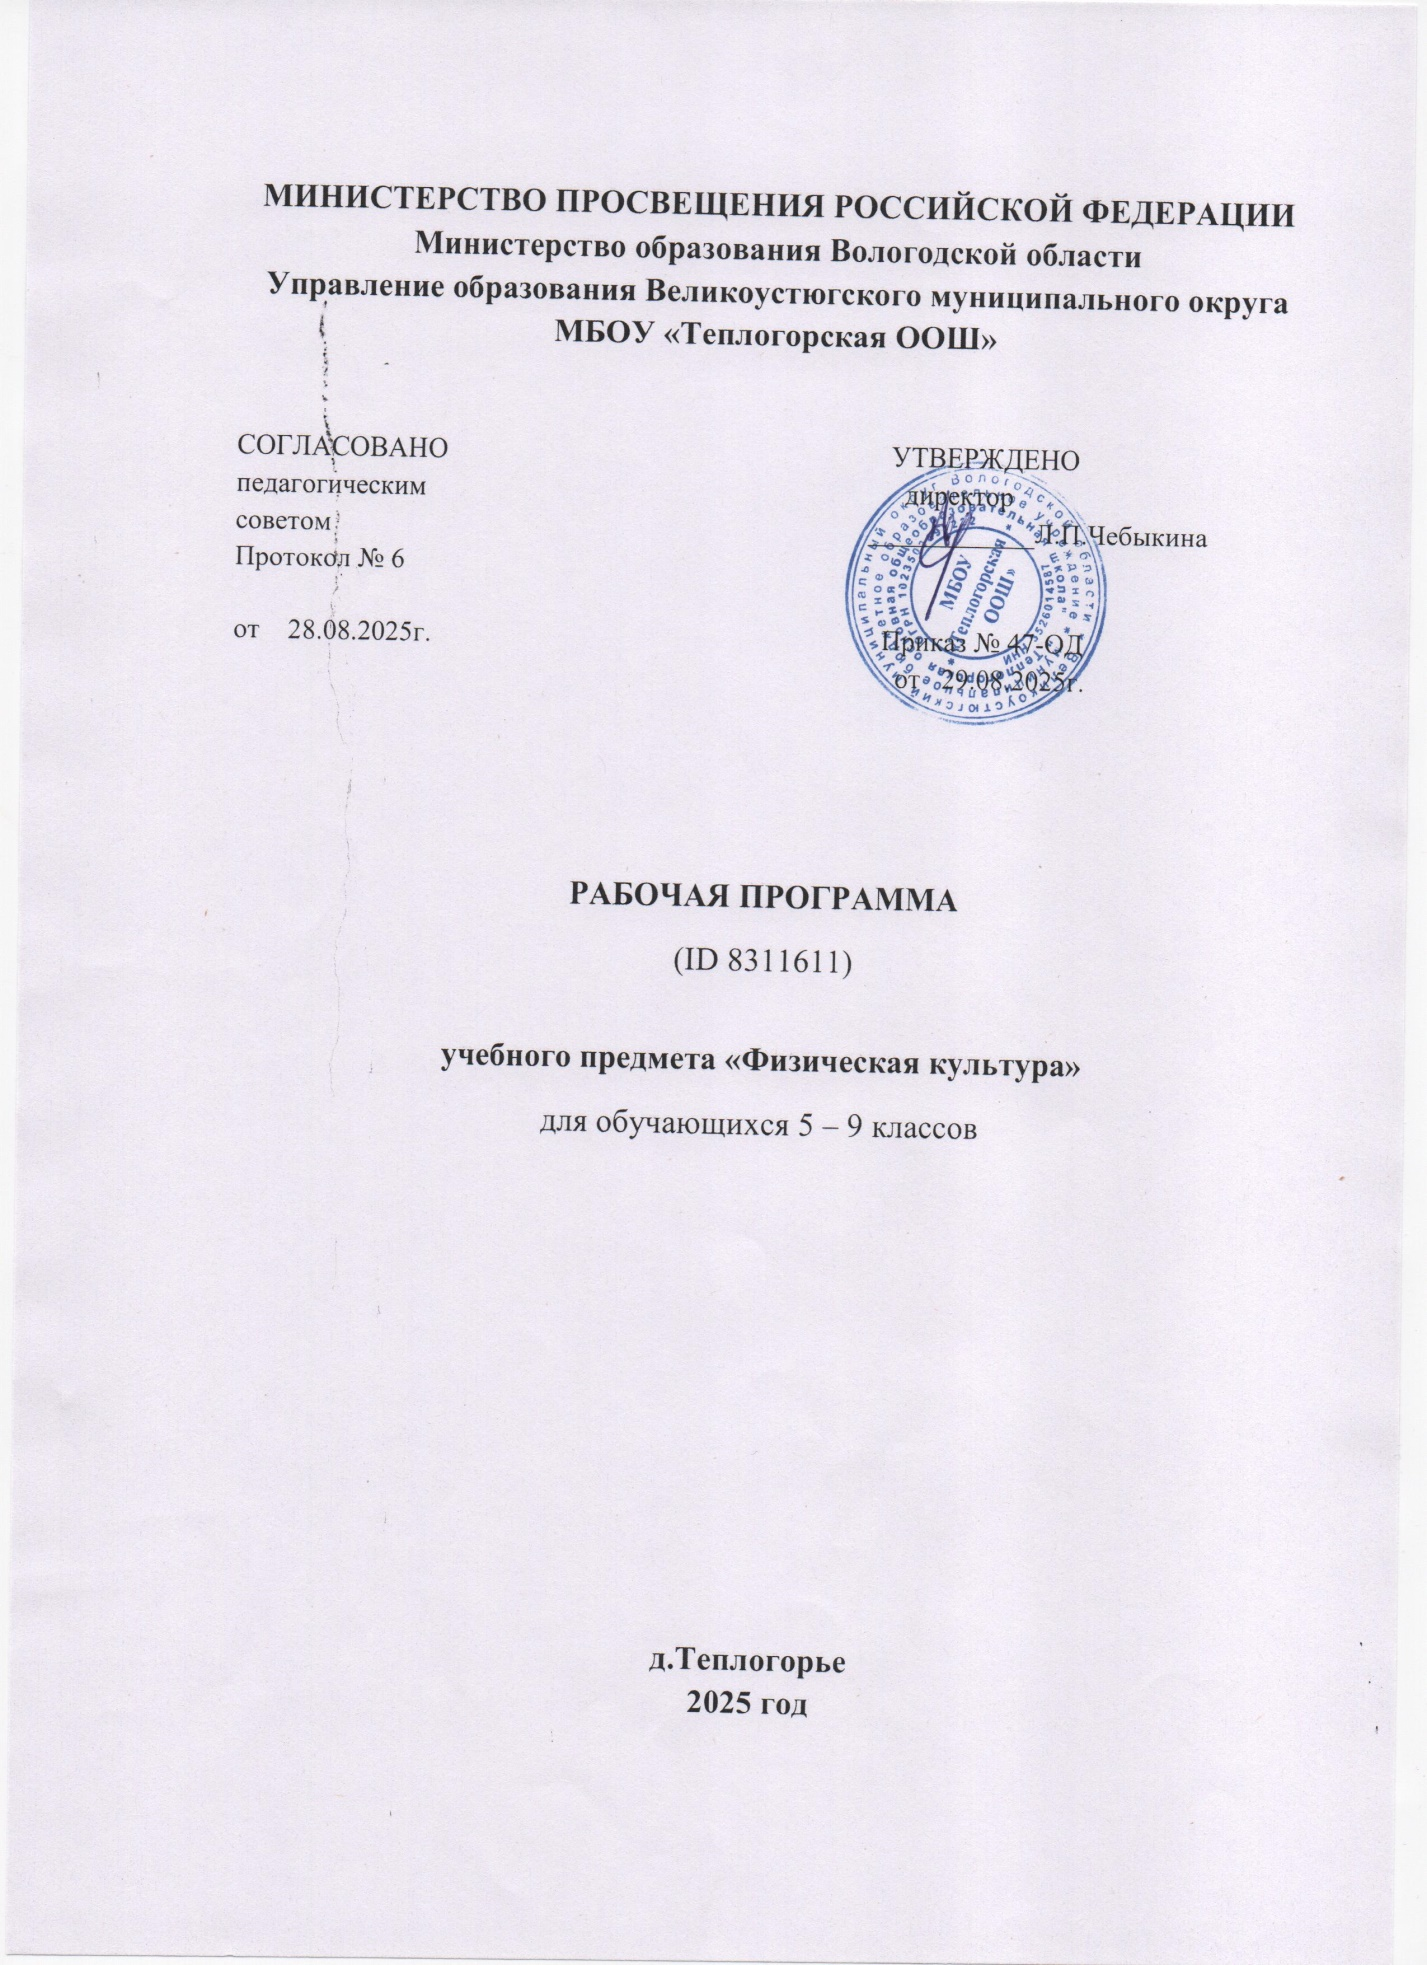 МИНИСТЕРСТВО ПРОСВЕЩЕНИЯ РОССИЙСКОЙ ФЕДЕРАЦИИ
Министерство образования Вологодской области
Управление образования Великоустюгского муниципального округа
МБОУ «Теплогорская ООШ»
СОГЛАСОВАНО
педагогическим
советом
Протокол № 6
от 28.08.2025г.
УТВЕРЖДЕНО
директор
Л.П.Чебыкина
Приказ № 47-ОД
от 29.08.2025г.
МБОУ
«Теплогорская
ООШ»
РАБОЧАЯ ПРОГРАММА
(ID 8311611)
учебного предмета «Физическая культура»
для обучающихся 5 – 9 классов
д.Теплогорье
2025 год